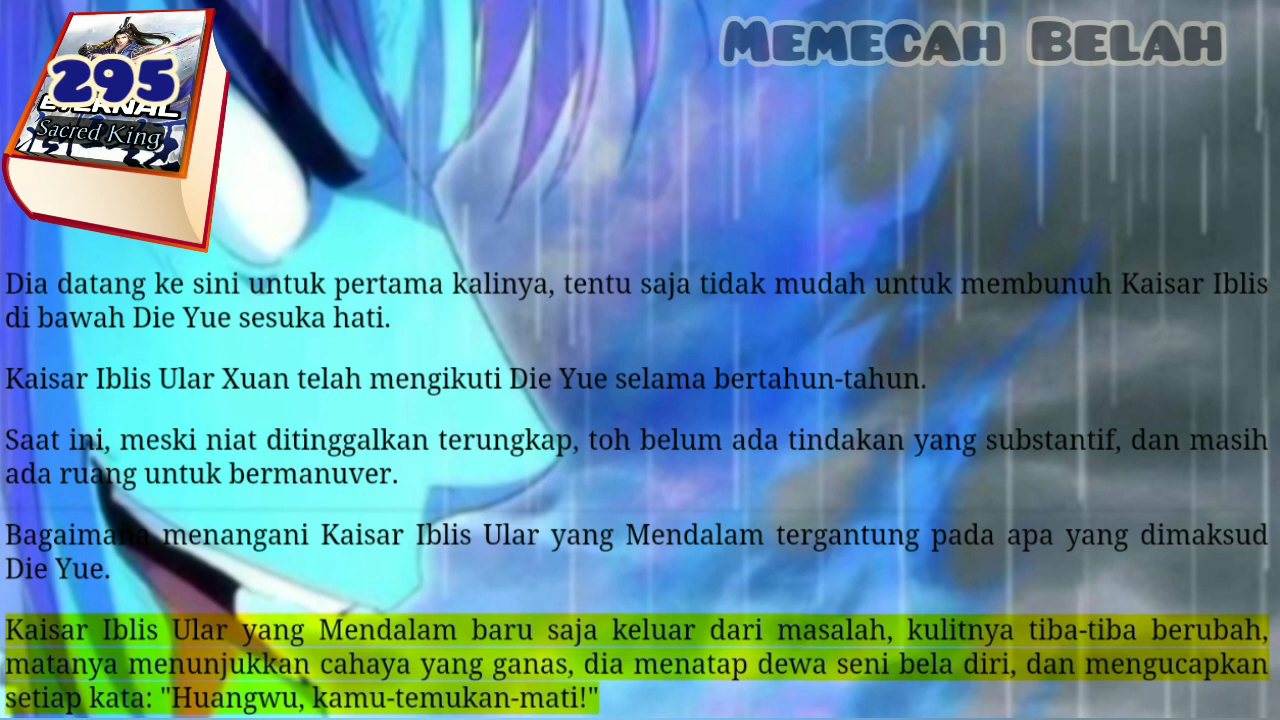 Memecah Belah
295
ETERNAL
Sacred King
Dia datang ke sini untuk pertama kalinya, tentu saja tidak mudah untuk membunuh Kaisar Iblis
di bawah Die Yue sesuka hati.
Kaisar Iblis Ular Xuan telah mengikuti Die Yue selama bertahun-tahun.
Saat ini, meski niat ditinggalkan terungkap, toh belum ada tindakan yang substantif, dan masih
ada ruang untuk bermanuver.
Bagaimana menangani Kaisar Iblis Ular yang Mendalam tergantung pada apa yang dimaksud
Die Yue.
Kaisar Iblis Ular yang Mendalam baru saja keluar dari masalah, kulitnya tiba-tiba berubah,
matanya menunjukkan cahaya yang ganas, dia menatap dewa seni bela diri, dan mengucapkan
setiap kata: "Huangwu, kamu-temukan-mati!"